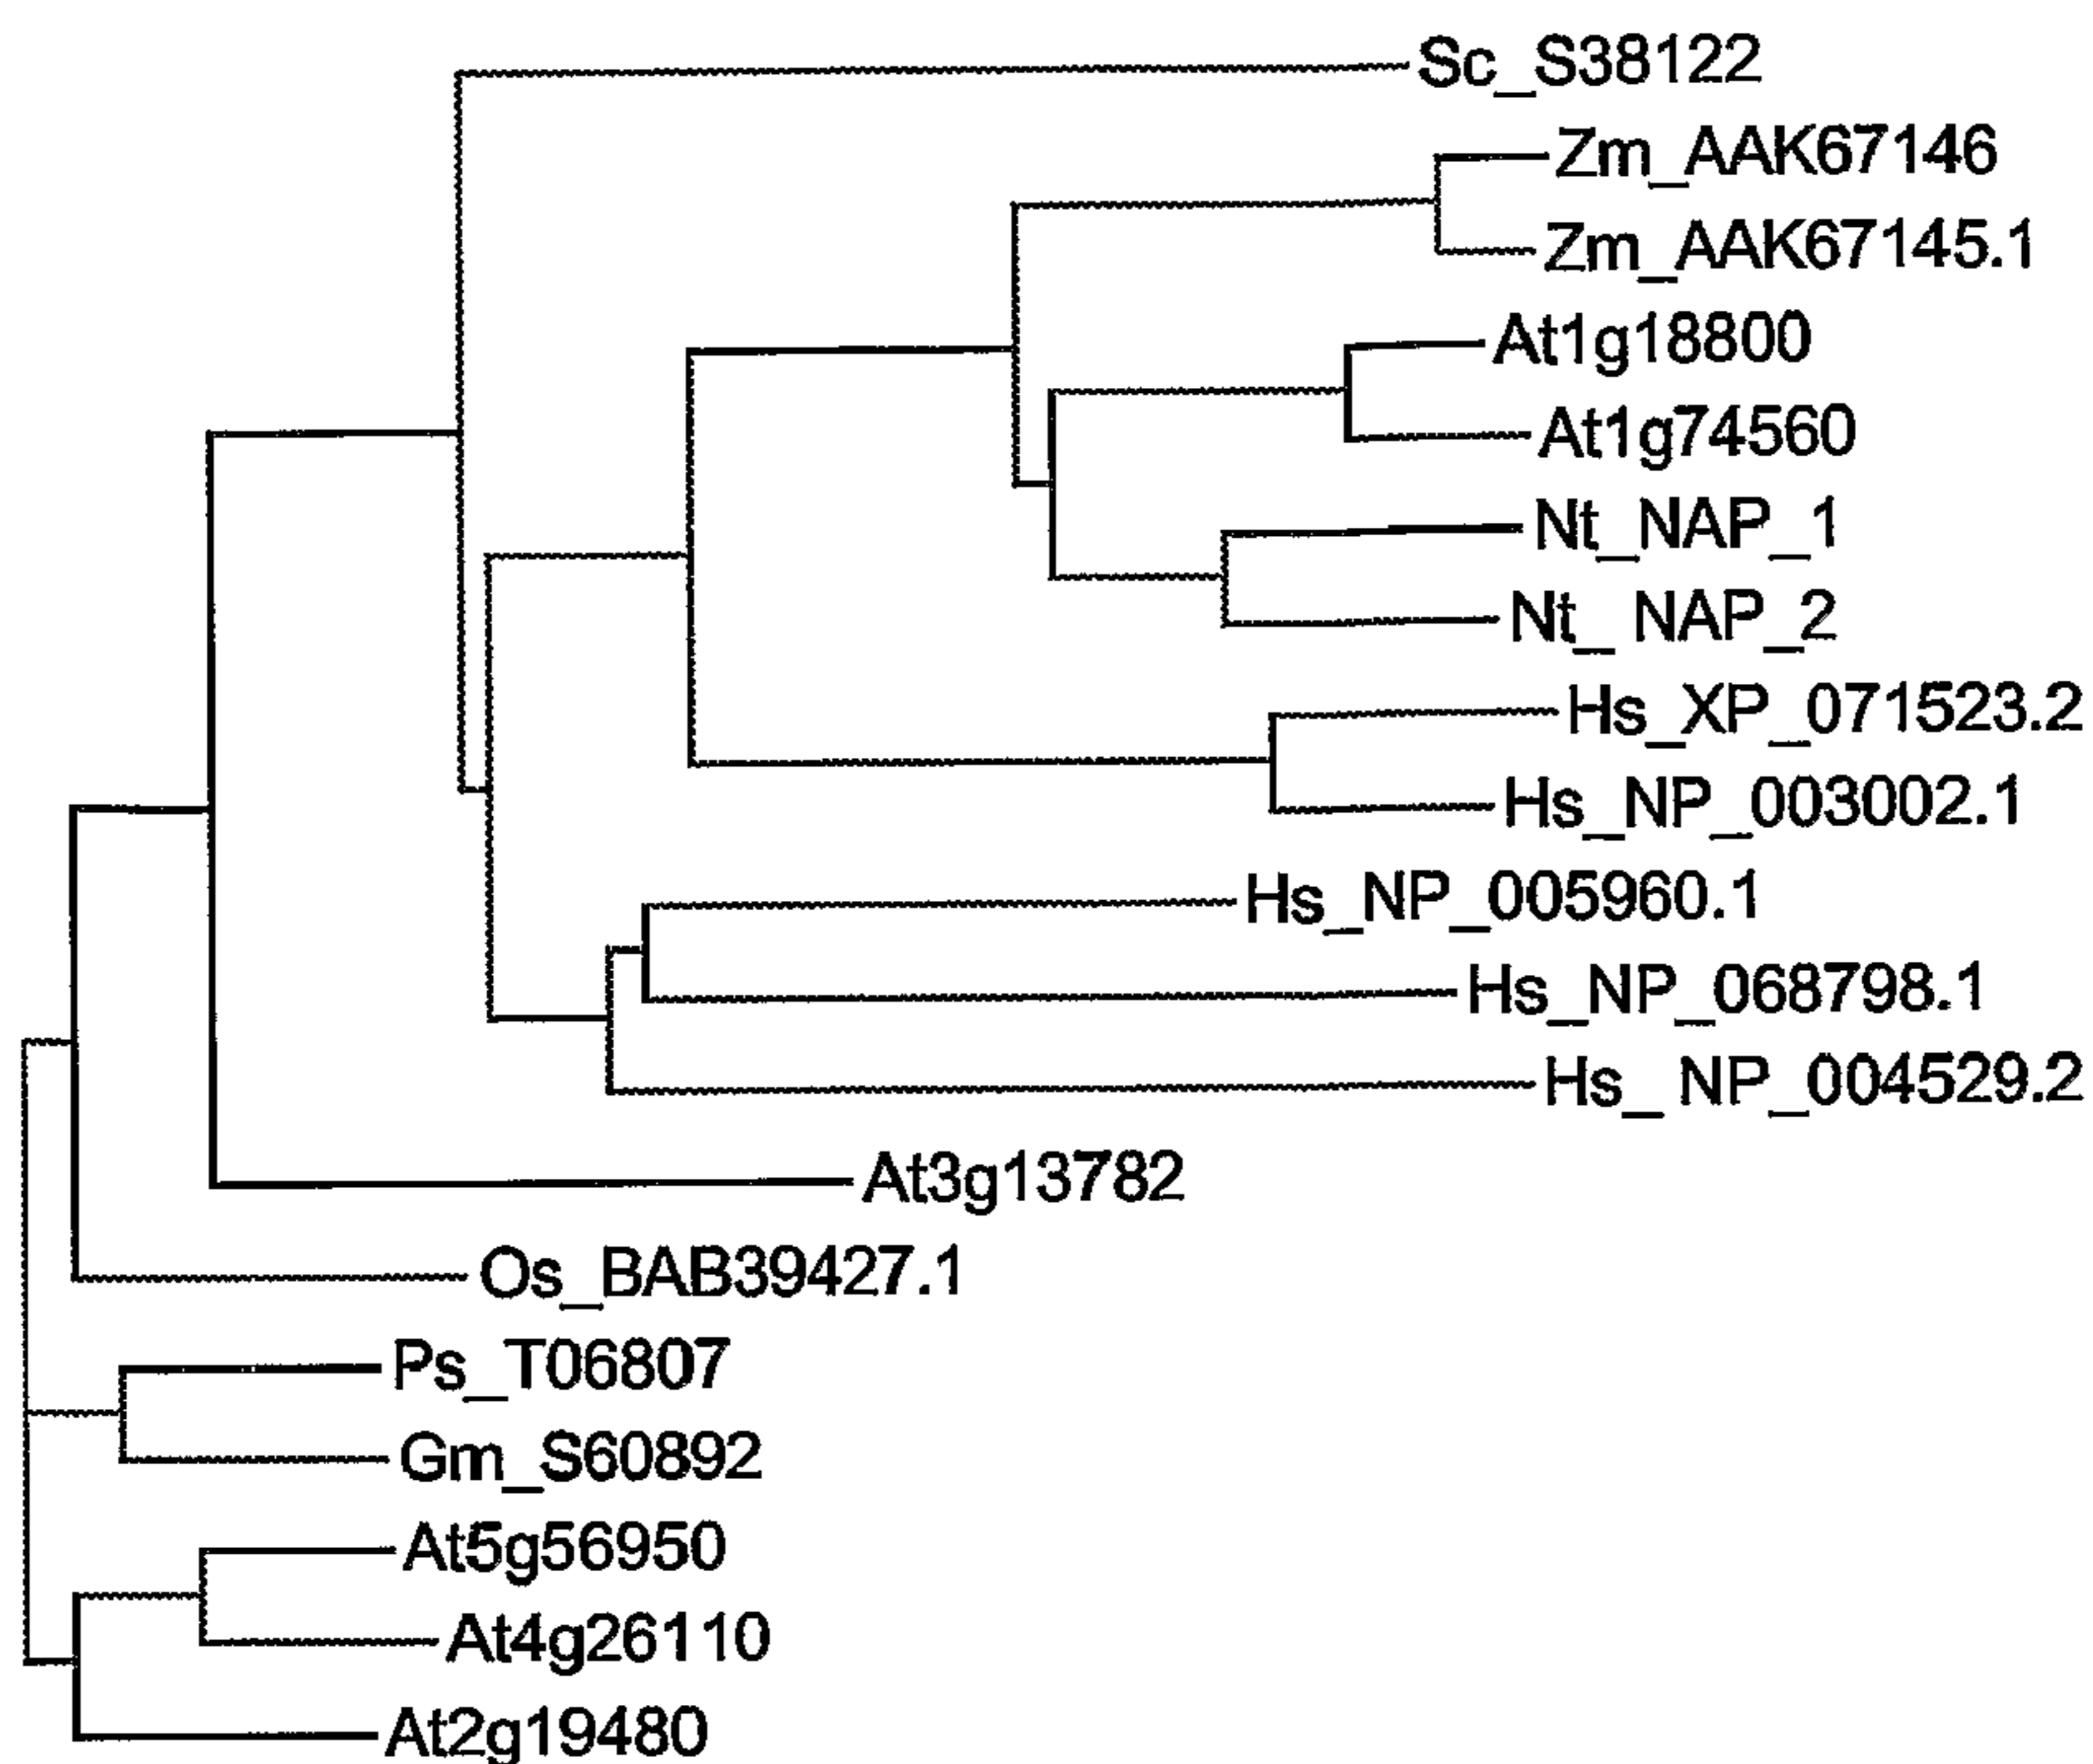 Sc_S38122
Zm_AAK67146
Zm_AAK67145.1
At1g18800
At1g74560
Nt_NAP_1
Nt_ NAP_2
Hs_XP_071523.2
Hs_NP_003002.1
Hs_NP_005960.1
Hs_NP_068798.1
Hs_ NP_004529.2
At3g13782
Os_BAB39427.1
Ps_T06807
Gm_S60892
At5g56950
At4g26110
At2g19480